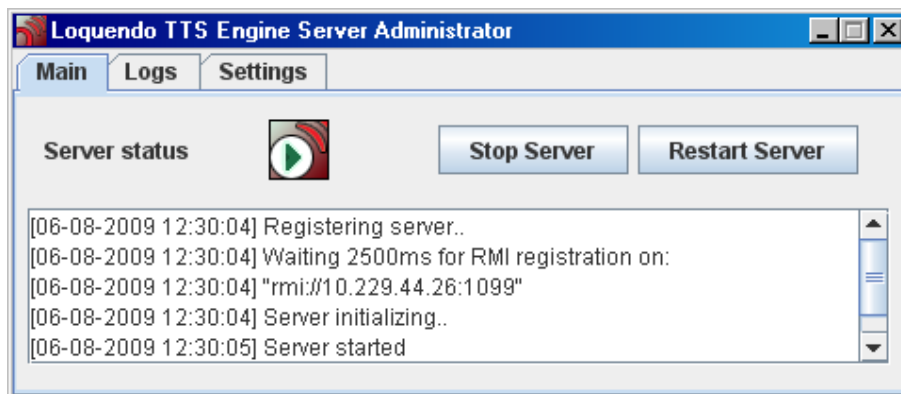 Loquendo TTS Engine Server Administrator
Main Logs Settings
Server status Stop Server Restart Server
[06-08-2009 12:30:04] Registering server..
[06-08-2009 12:30:04] Waiting 2500ms for RMI registration on:
[06-08-2009 12:30:04] "rmi://10.229.44.26:1099"
[06-08-2009 12:30:04] Server initializing..
[06-08-2009 12:30:05] Server started